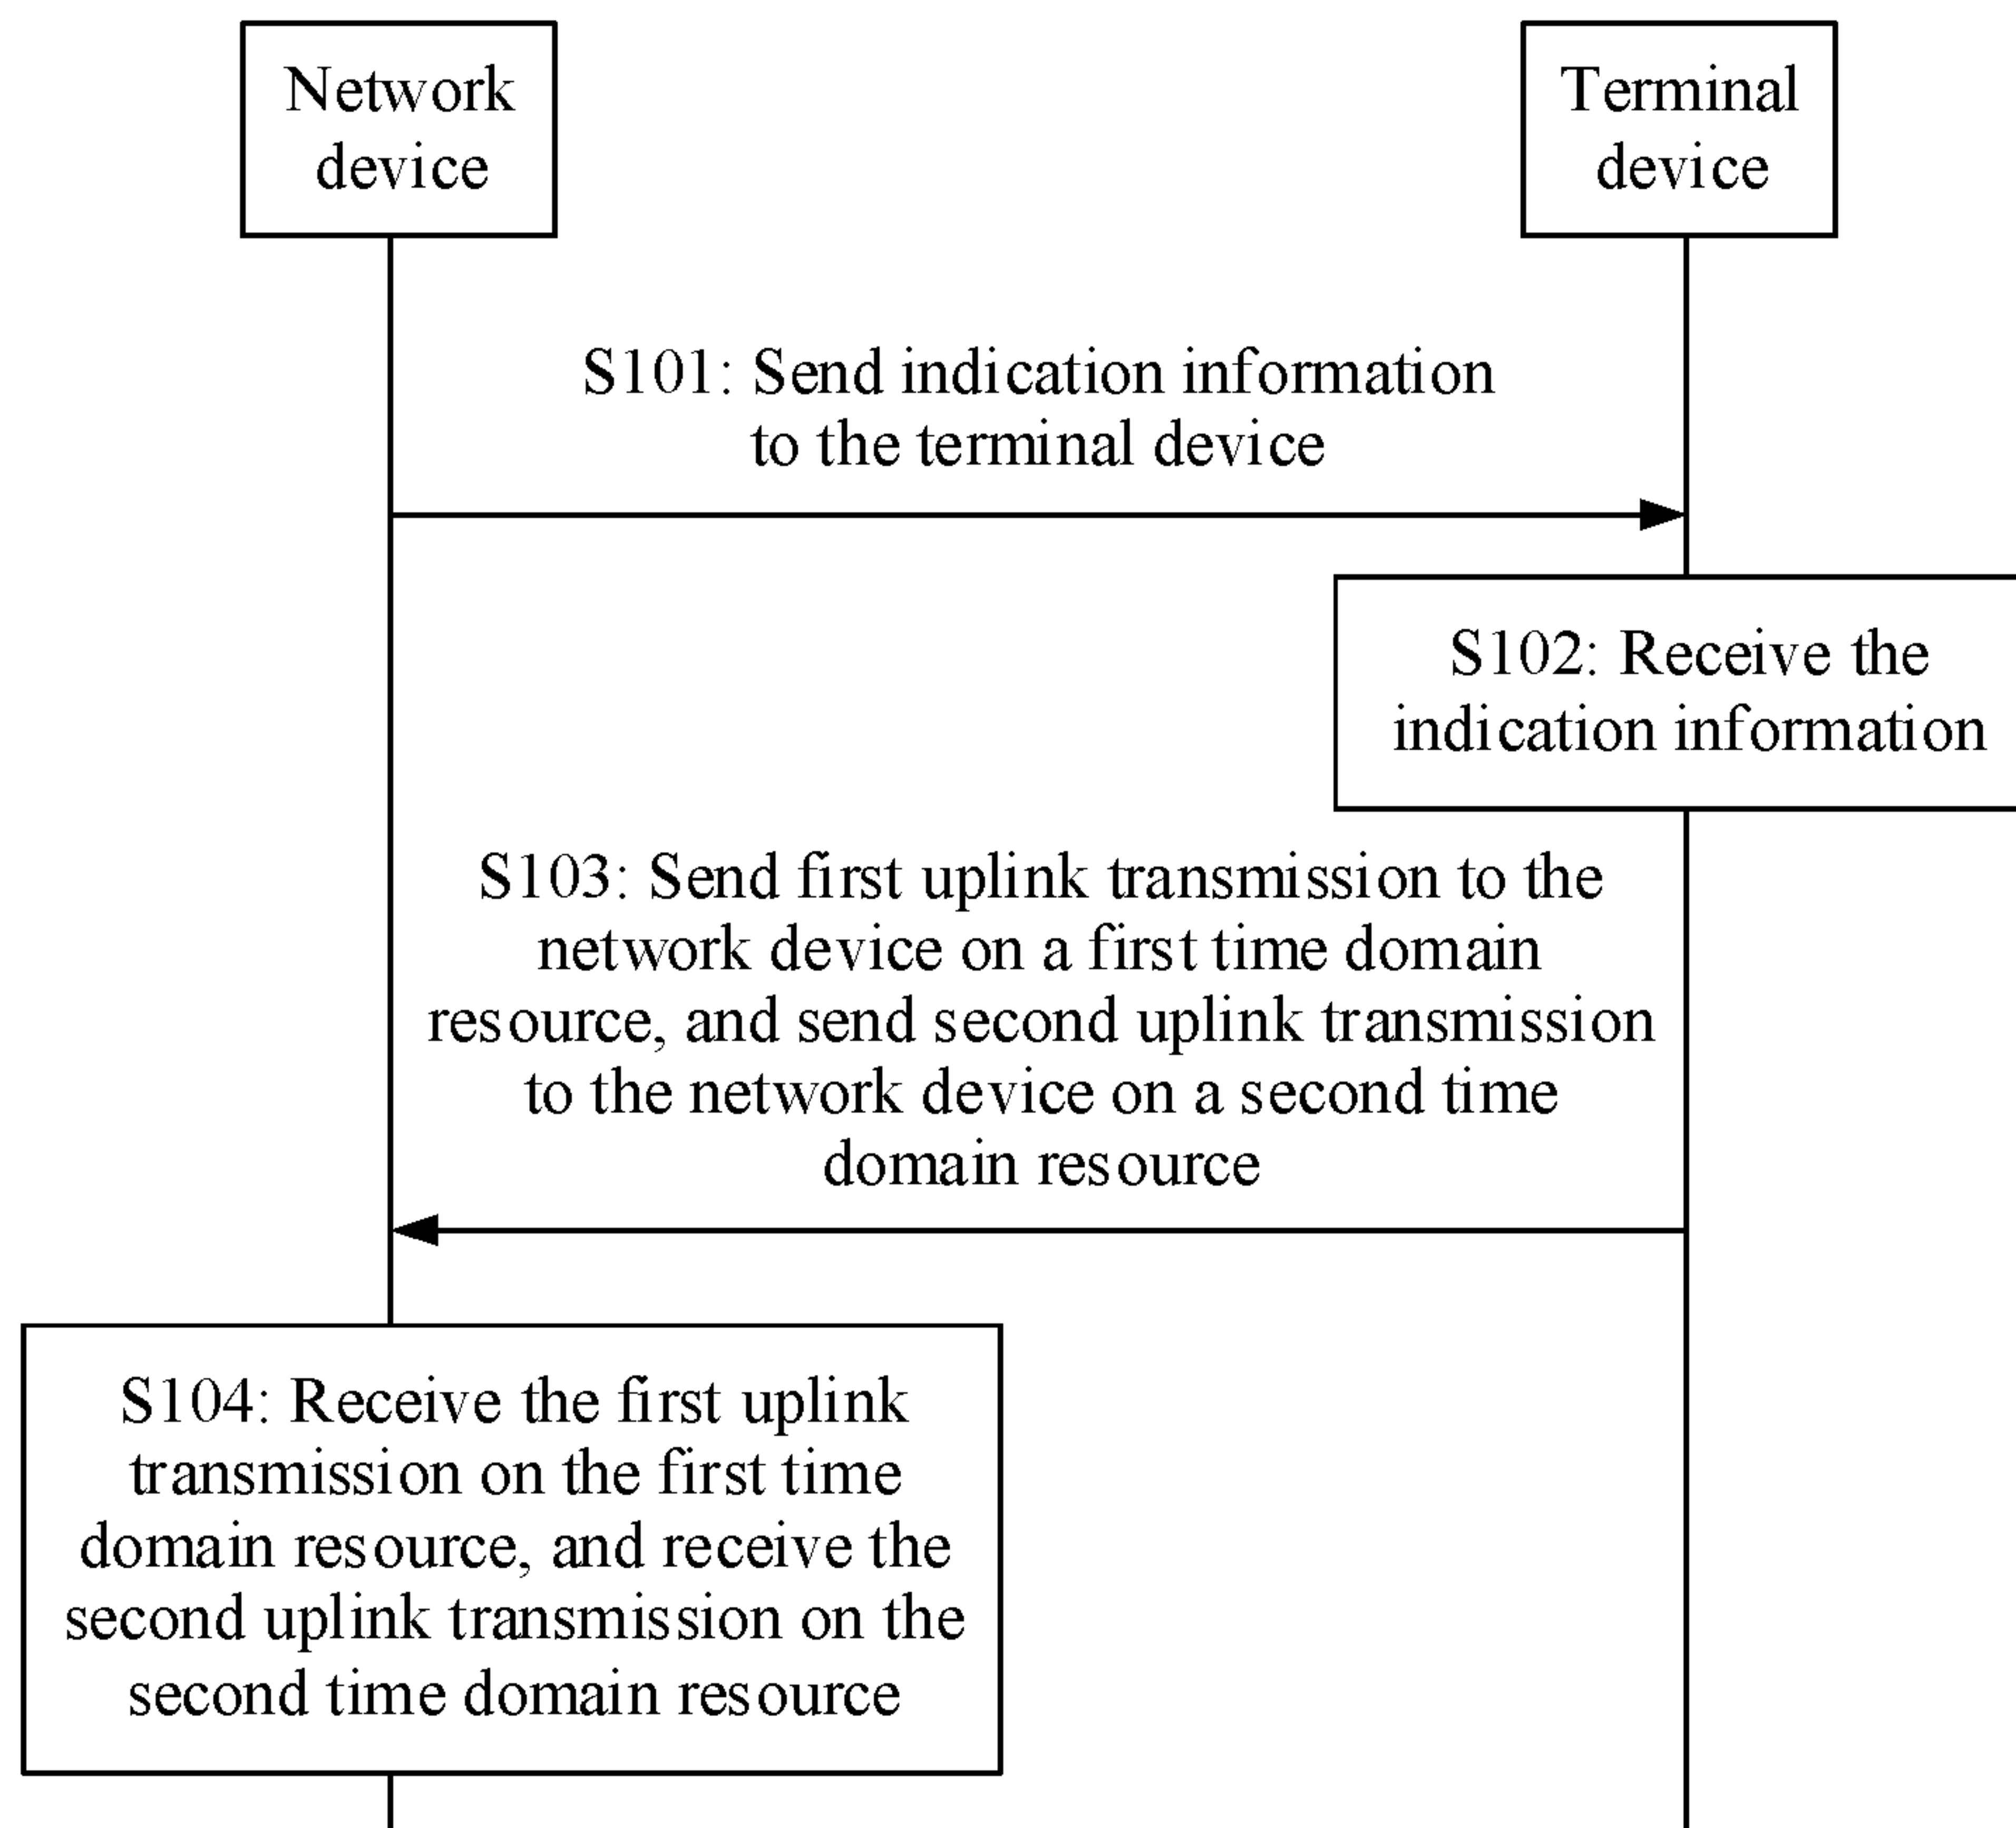 Network
device
Terminal
device
S101: Send indication information
to the terminal device
S102: Receive the
indication information
S103: Send first uplink transmission to the
network device on a first time domain
resource, and send second uplink transmission
to the network device on a second time
domain resource
S104: Receive the first uplink
transmission on the first time
domain resource, and receive the
second uplink transmission on the
second time domain resource